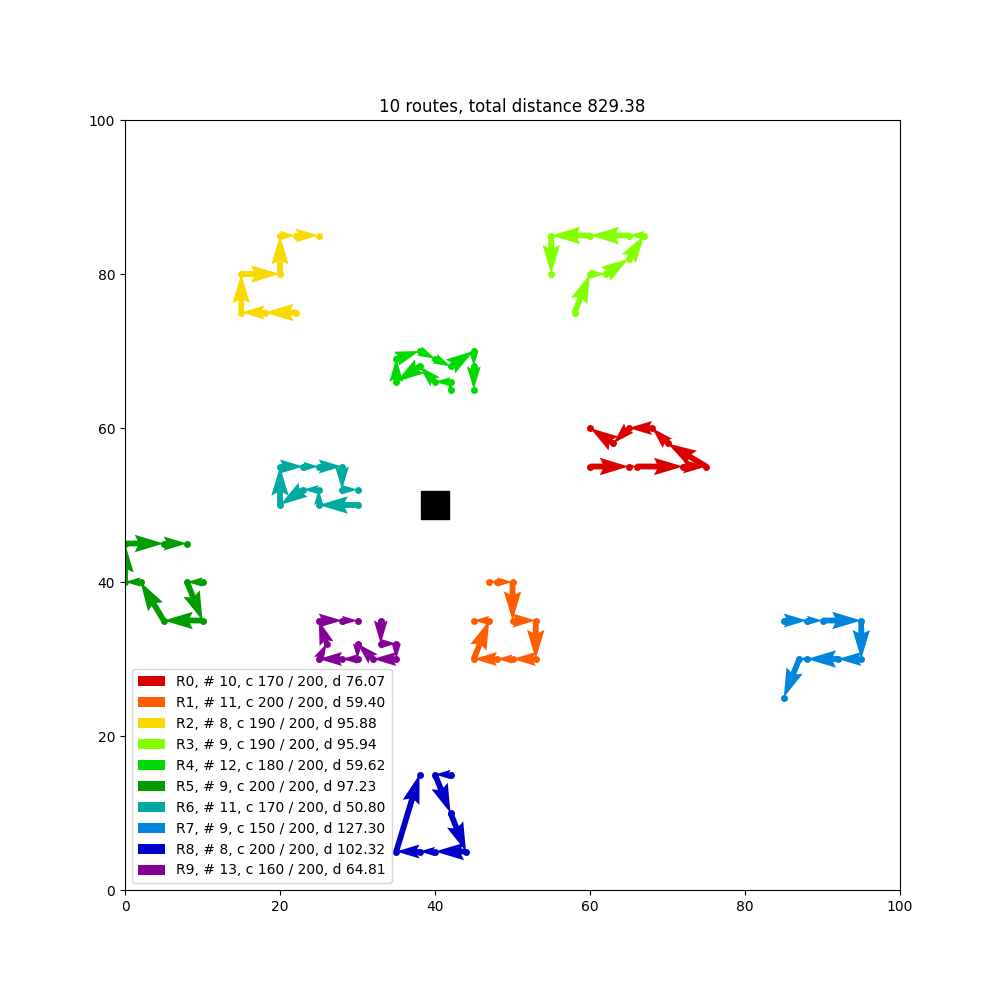 10 routes, total distance 829.38
100
80
60
40
20
0
R0, # 10, c 170 / 200, d 76.07
R1, # 11, c 200 / 200, d 59.40
R2, # 8, c 190 / 200, d 95.88
R3, # 9, c 190 / 200, d 95.94
R4, # 12, c 180 / 200, d 59.62
R5, # 9, c 200 / 200, d 97.23
R6, # 11, c 170 / 200, d 50.80
R7, # 9, c 150 / 200, d 127.30
R8, # 8, c 200 / 200, d 102.32
R9, # 13, c 160 / 200, d 64.81
0 20 40 60 80 100